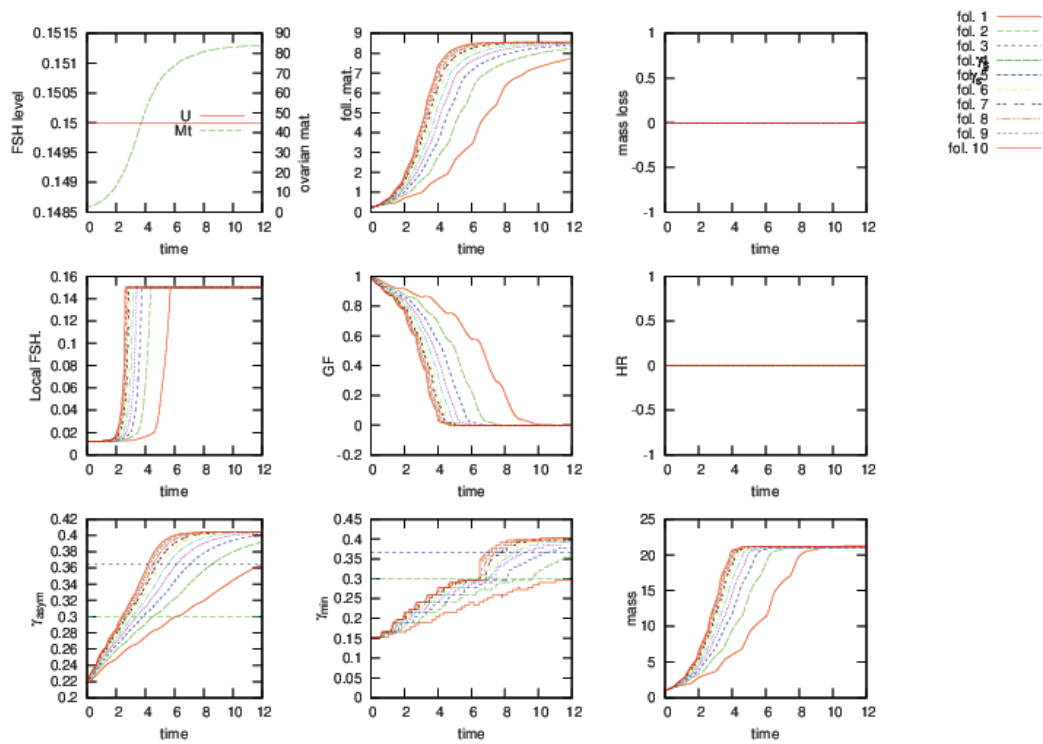 0.1515
0.151
0.1505
0.15
0.1495
0.149
0.1485
FSH level
U
Mt
90
80
70
60
50
40
30
20
10
0
ovarian mat.
0 2 4 6 8 10 12
time
9
8
7
6
5
4
3
2
1
0
foll. mat.
0 2 4 6 8 10 12
time
1
0.5
0
-0.5
-1
mass loss
0 2 4 6 8 10 12
time
fol. 1
fol. 2
fol. 3
fol. 4
fol. 5
fol. 6
fol. 7
fol. 8
fol. 9
fol. 10
0.16
0.14
0.12
0.1
0.08
0.06
0.04
0.02
0
Local FSH.
0 2 4 6 8 10 12
time
1
0.8
0.6
0.4
0.2
0
-0.2
GF
0 2 4 6 8 10 12
time
1
0.5
0
-0.5
-1
HR
0 2 4 6 8 10 12
time
0.42
0.4
0.38
0.36
0.34
0.32
0.3
0.28
0.26
0.24
0.22
0.2
γasym
0 2 4 6 8 10 12
time
0.45
0.4
0.35
0.3
0.25
0.2
0.15
0.1
0.05
0
γmin
0 2 4 6 8 10 12
time
25
20
15
10
5
0
mass
0 2 4 6 8 10 12
time